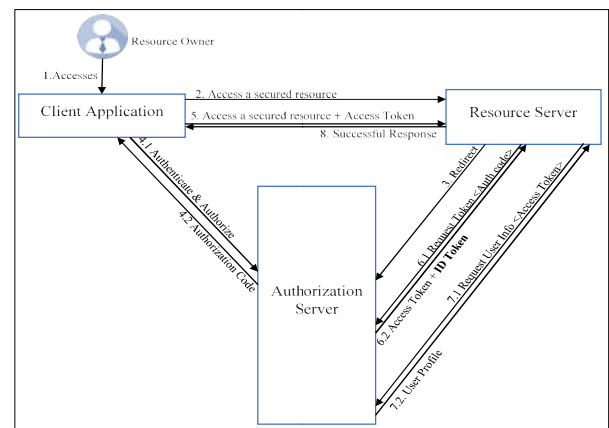 Resource Owner
1.Accesses
Client Application
2. Access a secured resource
5. Access a secured resource + Access Token
8. Successful Response
Resource Server
4.1 Authenticate & Authorize
4.2 Authorization Code
3. Redirect
6.1 Request Token <Auth code>
6.2 Access Token + ID Token
7.1 Request User Info <Access Token>
7.2. User Profile
Authorization
Server